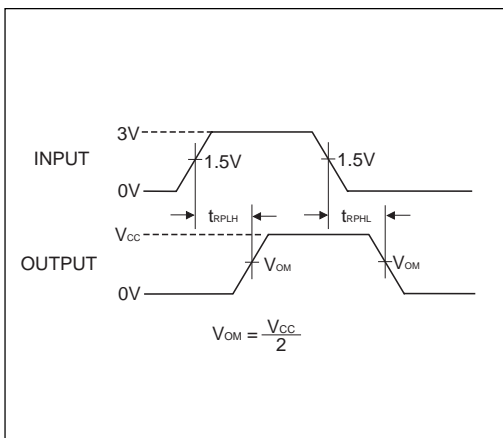 3V
INPUT
1.5V
1.5V
0V
tRPLH
tRPHL
VCC
OUTPUT
VOM
VOM
0V
VOM = VCC
2